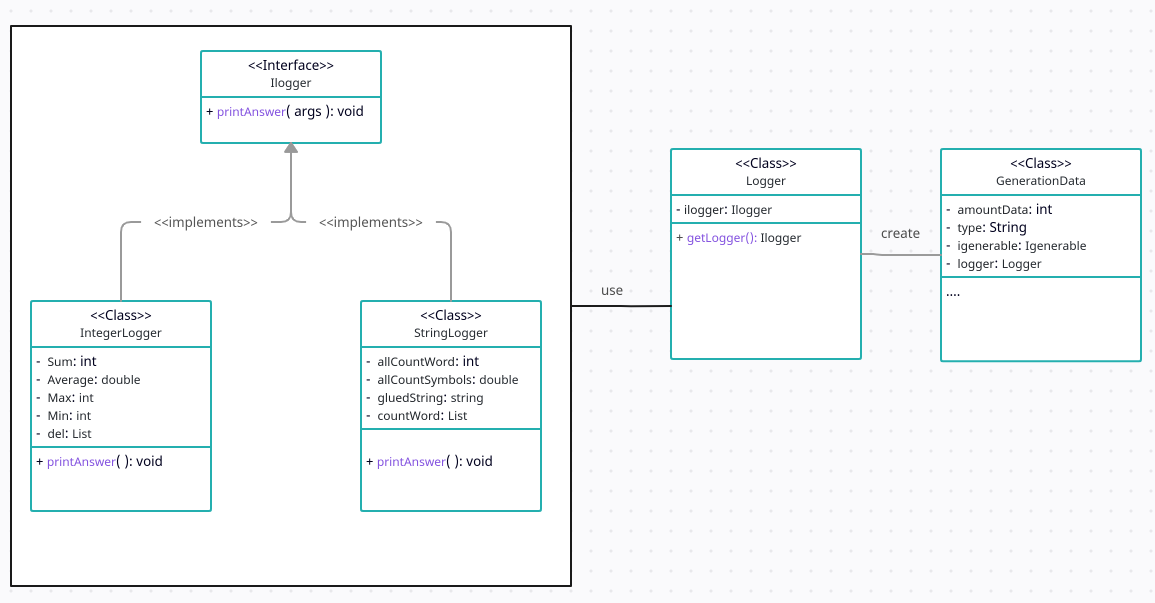 <<Interface>>
Ilogger
+ printAnswer( args ): void
<<implements>>
<<implements>>
<<Class>>
IntegerLogger
- Sum: int
- Average: double
- Max: int
- Min: int
- del: List
+ printAnswer( ): void
<<Class>>
StringLogger
- allCountWord: int
- allCountSymbols: double
- gluedString: string
- countWord: List
+ printAnswer( ): void
use
<<Class>>
Logger
- ilogger: Ilogger
+ getLogger(): Ilogger
create
<<Class>>
GenerationData
- amountData: int
- type: String
- igenerable: Igenerable
- logger: Logger
....